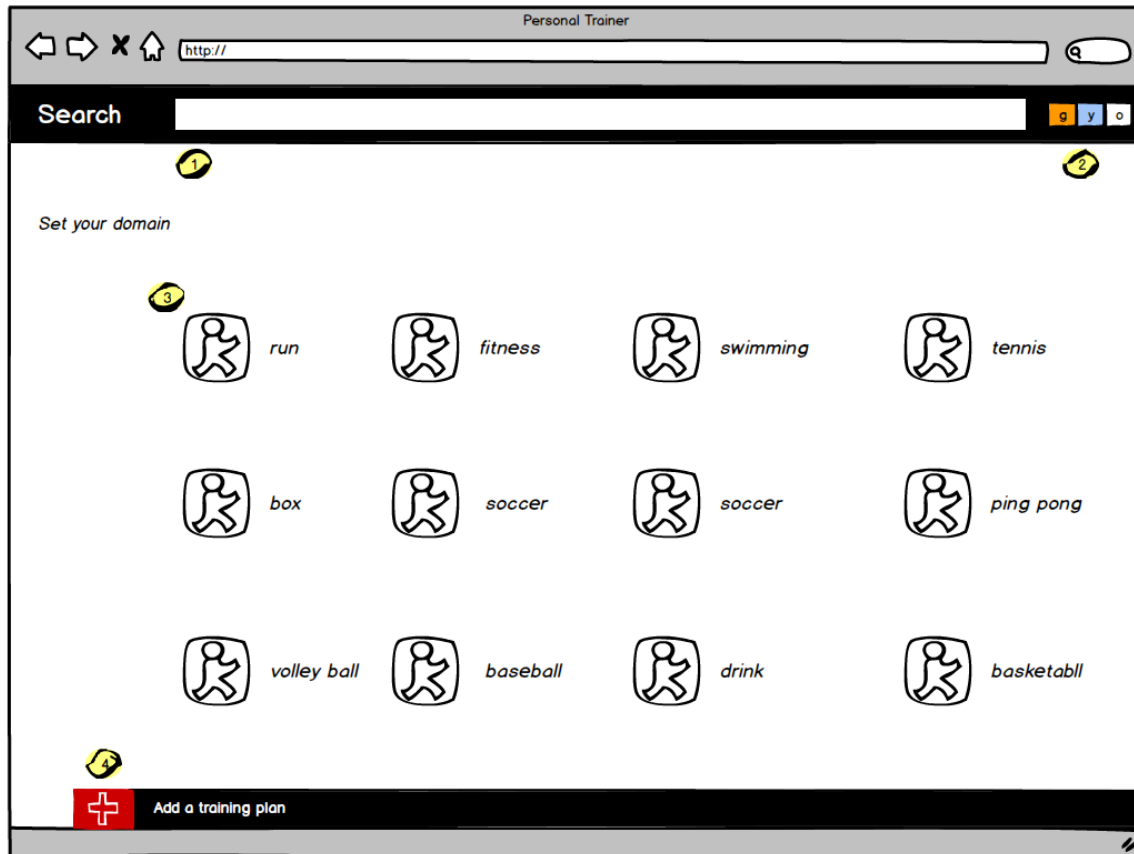 Personal Trainer
http://
Search
g y o
1
2
Set your domain
3
run fitness swimming tennis
box soccer soccer ping pong
volley ball baseball drink basketabll
4
Add a training plan